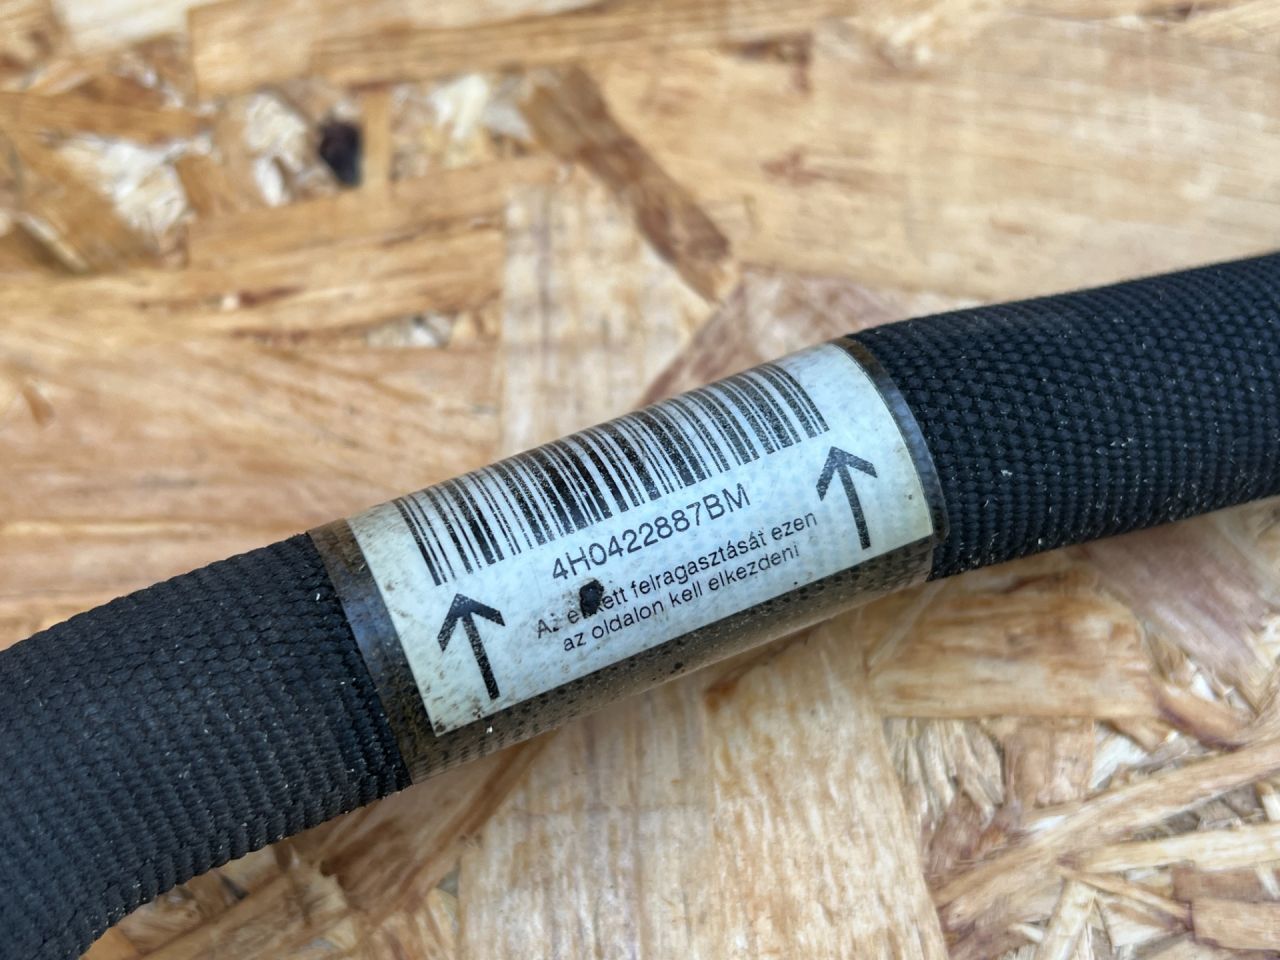 4H0422887BM
Az felragasztását ezen
az oldalon kell elkezdeni